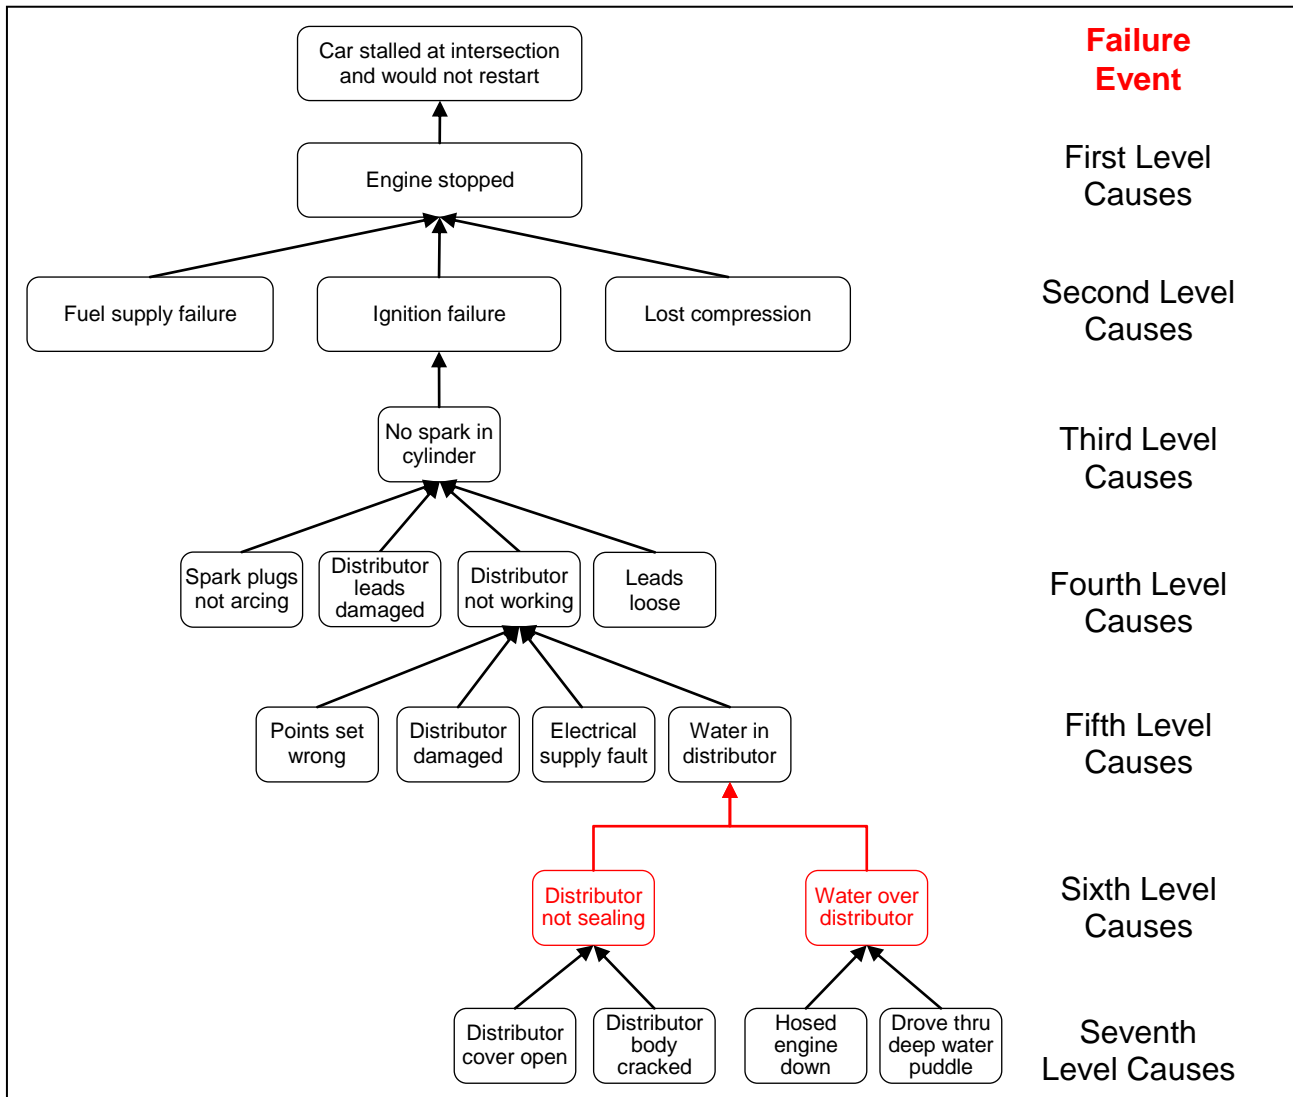 Car stalled at intersection
and would not restart
Failure
Event
Engine stopped
First Level
Causes
Fuel supply failure
Ignition failure
Lost compression
Second Level
Causes
No spark in
cylinder
Third Level
Causes
Spark plugs
not arcing
Distributor
leads
damaged
Distributor
not working
Leads
loose
Fourth Level
Causes
Points set
wrong
Distributor
damaged
Electrical
supply fault
Water in
distributor
Fifth Level
Causes
Distributor
not sealing
Water over
distributor
Sixth Level
Causes
Distributor
cover open
Distributor
body
cracked
Hosed
engine
down
Drove thru
deep water
puddle
Seventh
Level Causes